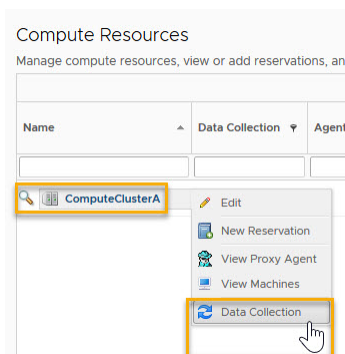 Compute Resources
Manage compute resources, view or add reservations, an
Name Data Collection Agent
ComputeClusterA
Edit
New Reservation
View Proxy Agent
View Machines
Data Collection